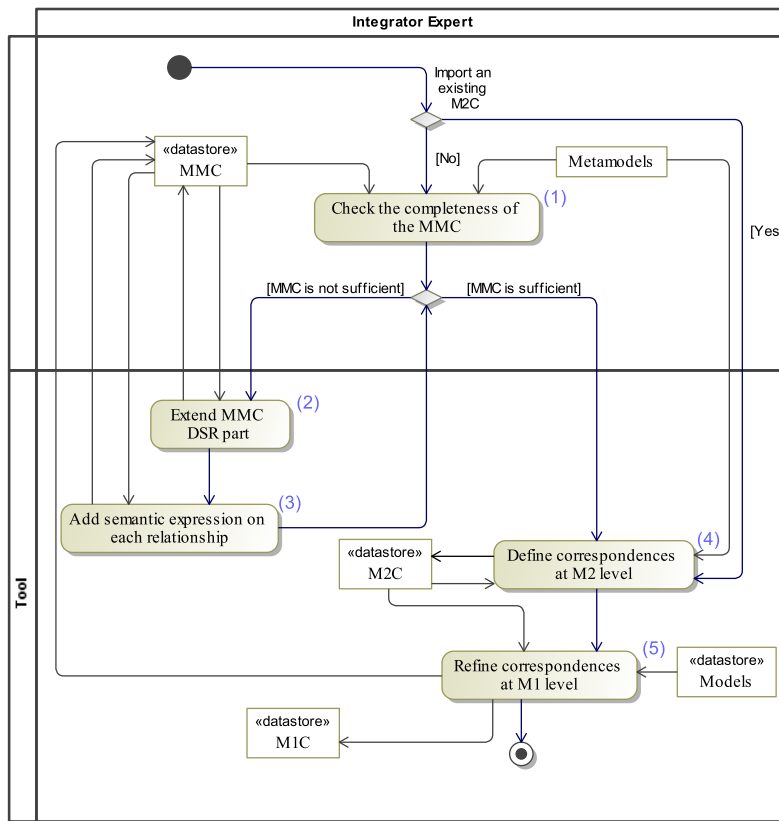 Integrator Expert
Import an
existing
M2C
«datastore»
MMC
[No]
Metamodels
(1)
Check the completeness of
the MMC
[Yes
[MMC is not sufficient]
[MMC is sufficient]
(2)
Extend MMC
DSR part
(3)
Add semantic expression on
each relationship
(4)
Define correspondences
at M2 level
«datastore»
M2C
Tool
(5)
Refine correspondences
at M1 level
«datastore»
Models
«datastore»
M1C